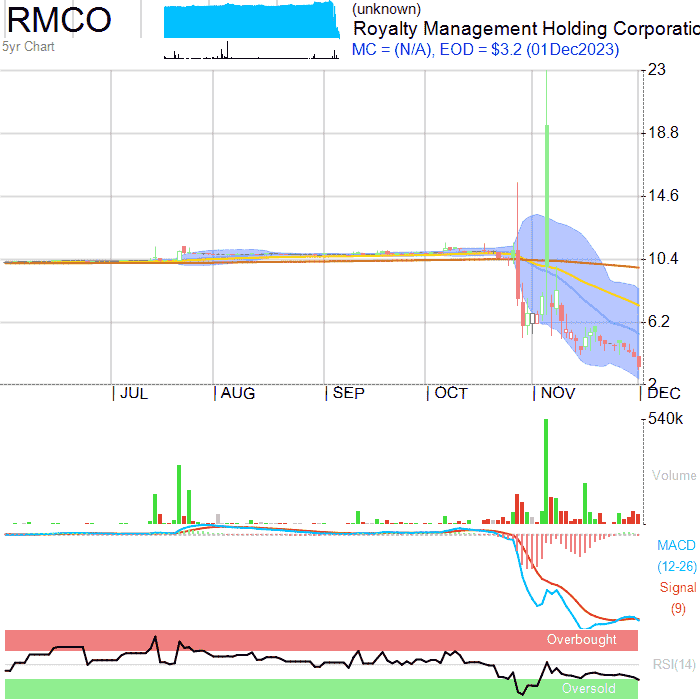 RMCO
5yr Chart
(unknown)
Royalty Management Holding Corporatio
MC = (N/A), EOD = $3.2 (01Dec2023)
23
18.8
14.6
10.4
6.2
2
JUL AUG SEP OCT NOV DEC
540k
Volume
MACD
(12-26)
Signal
(9)
Overbought
RSI(14)
Oversold